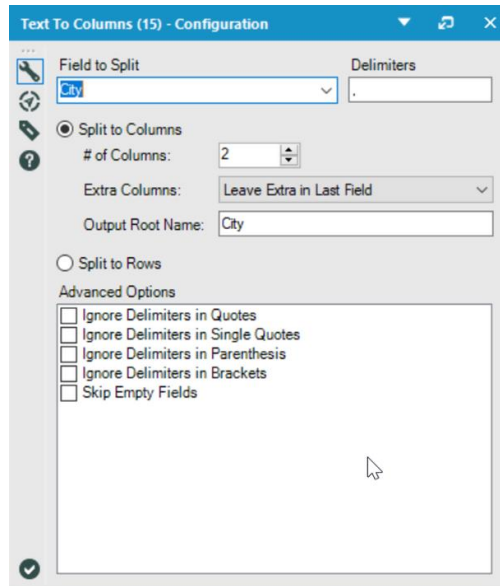 Text To Columns (15) - Configuration
Field to Split Delimiters
City .
Split to Columns
# of Columns: 2
Extra Columns: Leave Extra in Last Field
Output Root Name: City
Split to Rows
Advanced Options
Ignore Delimiters in Quotes
Ignore Delimiters in Single Quotes
Ignore Delimiters in Parenthesis
Ignore Delimiters in Brackets
Skip Empty Fields